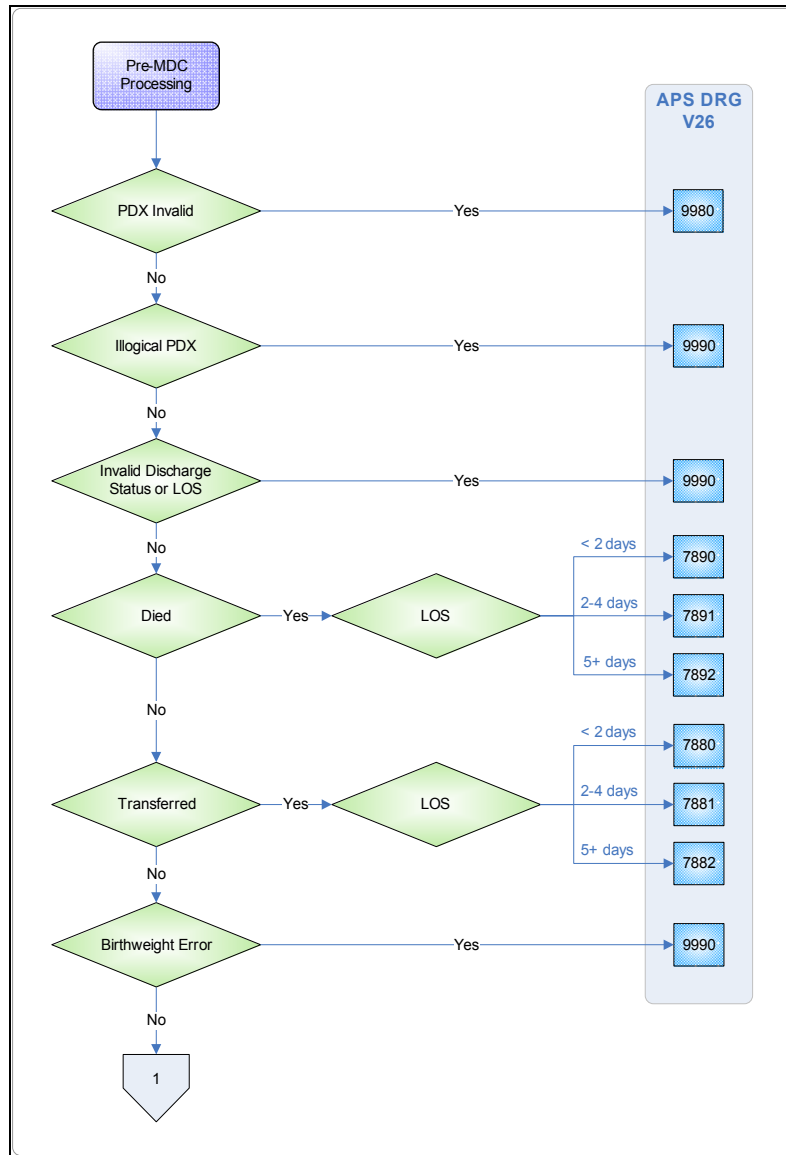 Pre-MDC
Processing
APS DRG
V26
PDX Invalid
Yes
9980
No
Illogical PDX
Yes
9990
No
Invalid Discharge
Status or LOS
Yes
9990
No
Died
Yes
LOS
< 2 days
7890
2-4 days
7891
5+ days
7892
No
Transferred
Yes
LOS
< 2 days
7880
2-4 days
7881
5+ days
7882
No
Birthweight Error
Yes
9990
No
1